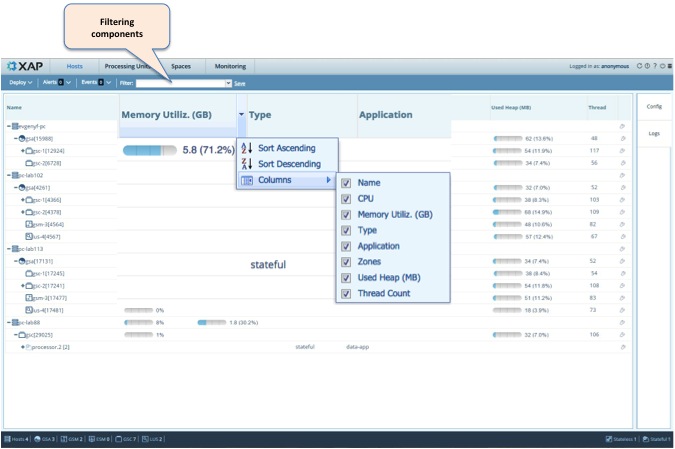 Filtering
components
XAP Hosts Processing Units Spaces Monitoring Logged in as: anonymous
Deploy Alerts 0 Events 0 Filter: Save
Name Memory Utiliz. (GB) Type Application Used Heap (MB) Thread Config
Logs
evgenyf-pc
gsa[15988] 62 (13.6%) 46
gsc-1[12924] 5.8 (71.2%) Sort Ascending 54 (11.9%) 117
gsc-2[6728] Sort Descending 34 (7.4%) 56
pc-lab102 Columns
gsa[4261] Name 32 (7.0%) 52
gsc-1[4366] CPU 38 (8.3%) 103
gsc-2[4378] Memory Utiliz. (GB) 68 (14.9%) 109
gsm-3[4564] Type 48 (10.6%) 82
lus-4[4567] Application 57 (12.4%) 67
pc-lab113
gsa[17131] stateful Zones 34 (7.4%) 52
gsc-1[17245] Used Heap (MB) 38 (8.4%) 54
gsc-2[17241] Thread Count 54 (11.8%) 108
gsm-3[17477] 51 (11.2%) 83
lus-4[17481] 0% 18 (3.9%) 73
pc-lab88 8% 1.8 (30.2%)
gsc[29025] 1% 32 (7.0%) 106
processor.2 [2] stateful data-app
Hosts 4 GSA 3 GSM 2 ESM 0 GSC 7 LUS 2 Stateless 1 Stateful 1